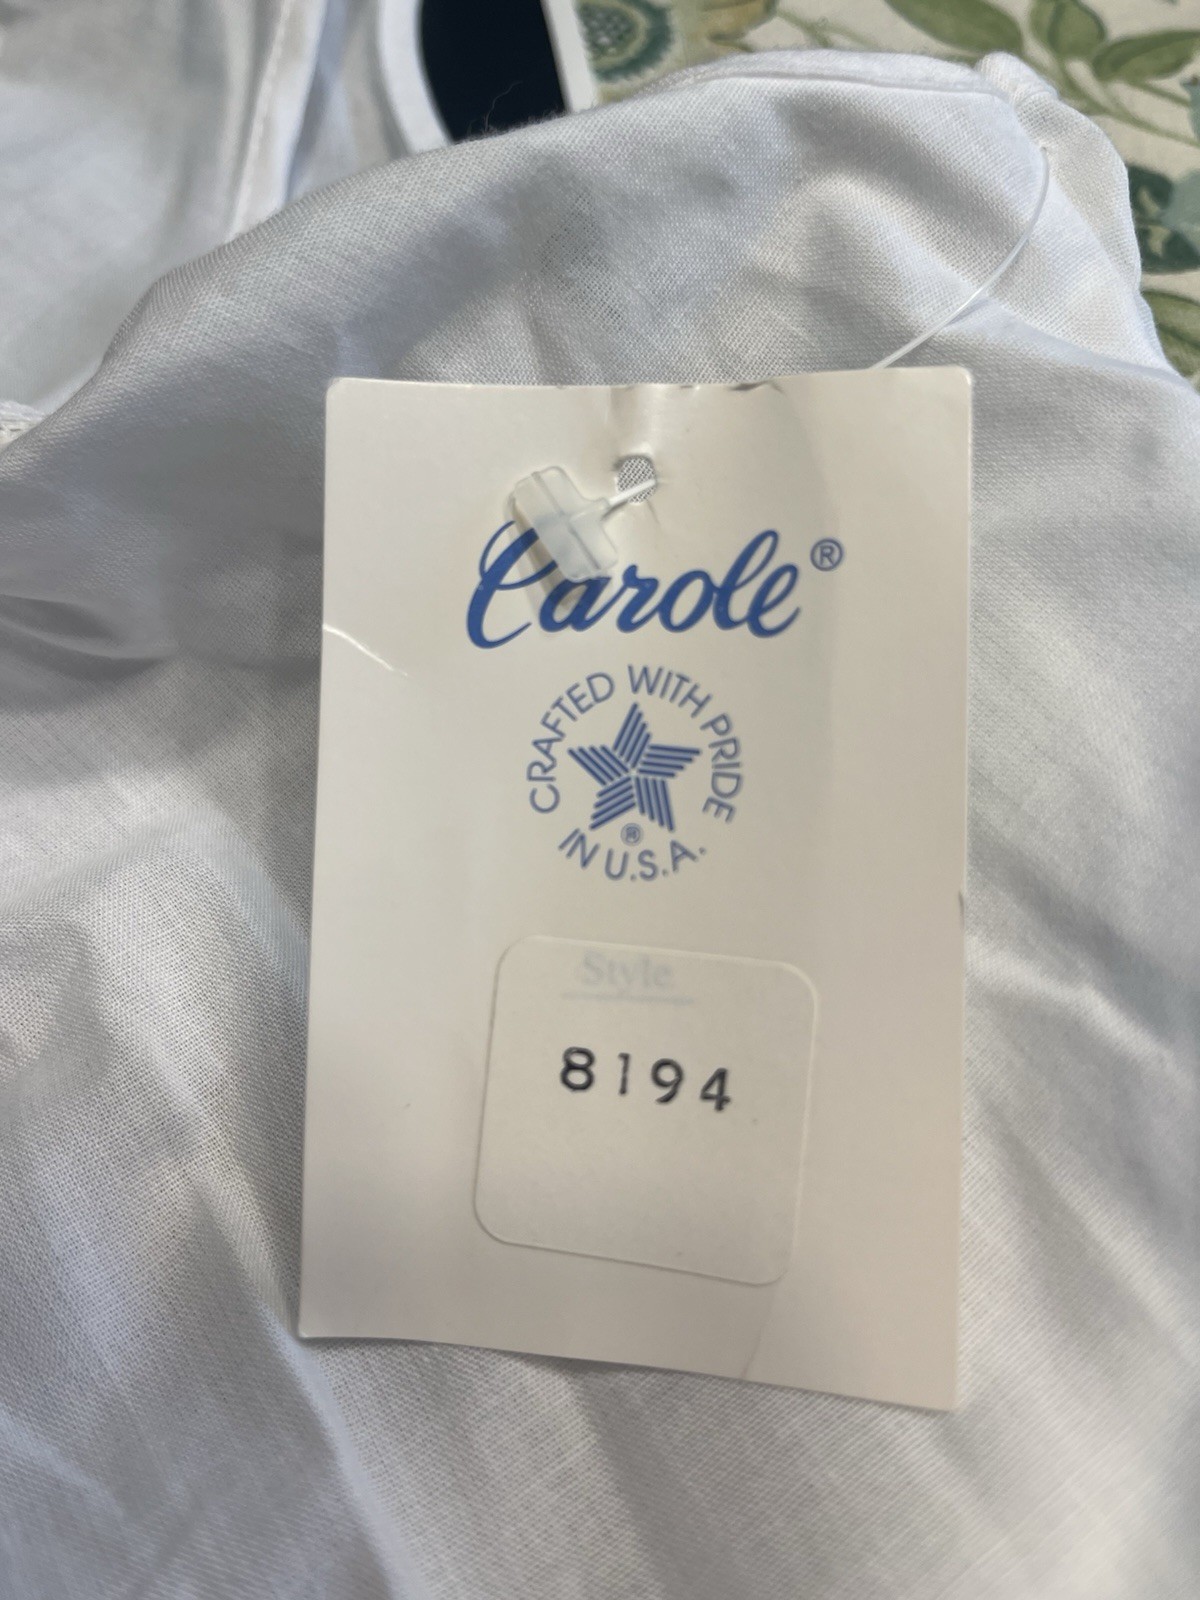 Carole®
CRAFTED WITH PRIDE
®
IN U.S.A.
Style
8194